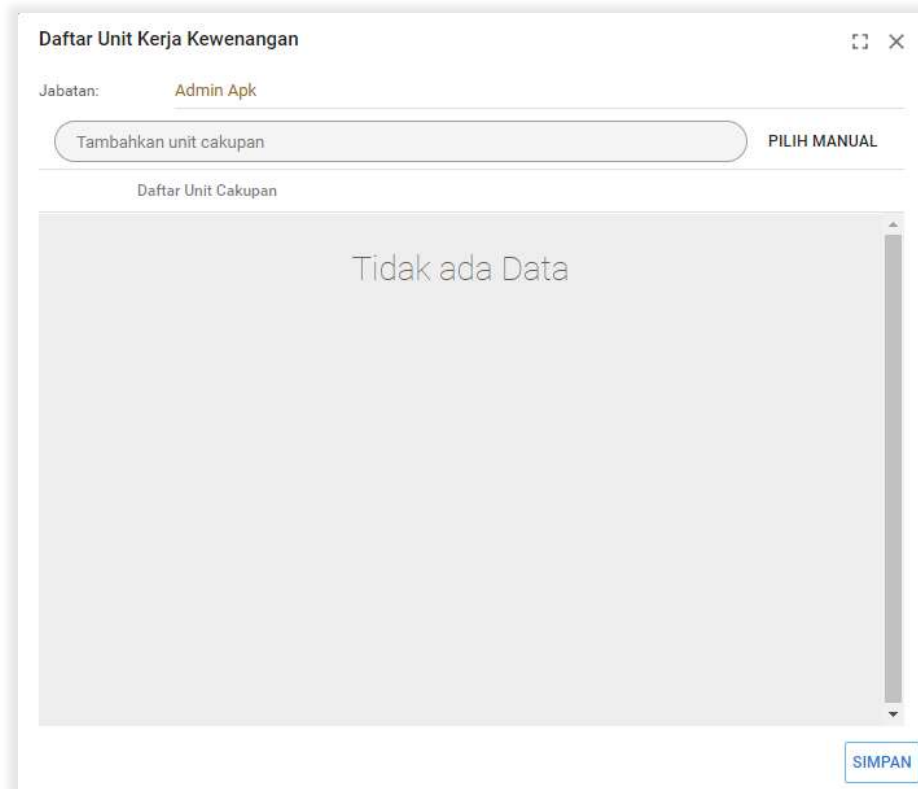 Daftar Unit Kerja Kewenangan
Jabatan: Admin Apk
Tambahkan unit cakupan PILIH MANUAL
Daftar Unit Cakupan
Tidak ada Data
SIMPAN